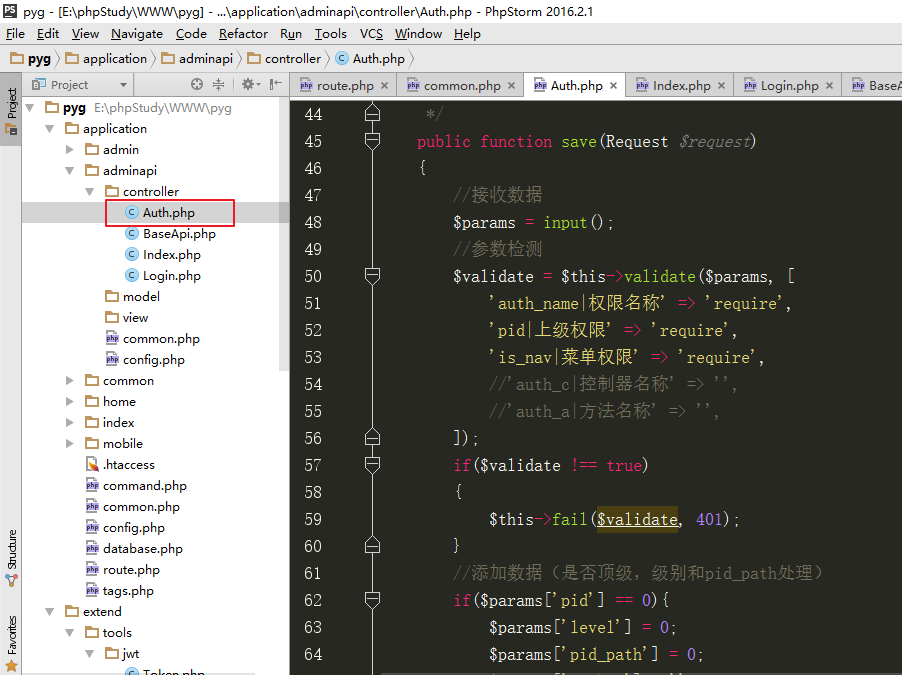 pyg - [E:\phpStudy\WWW\pyg] - ...\application\adminapi\controller\Auth.php - PhpStorm 2016.2.1
File Edit View Navigate Code Refactor Run Tools VCS Window Help
pyg application adminapi controller Auth.php
Project
route.php × common.php × Auth.php × Index.php × Login.php × BaseA
Project
Structure
Favorites
pyg E:\phpStudy\WWW\pyg
application
admin
adminapi
controller
Auth.php
BaseApi.php
Index.php
Login.php
model
view
common.php
config.php
common
home
index
mobile
.htaccess
command.php
common.php
config.php
database.php
route.php
tags.php
extend
tools
jwt
Token.php
44 */
45 public function save(Request $request)
46 {
47 //接收数据
48 $params = input();
49 //参数检测
50 $validate = $this->validate($params, [
51 'auth_name|权限名称' => 'require',
52 'pid|上级权限' => 'require',
53 'is_nav|菜单权限' => 'require',
54 //'auth_c|控制器名称' => '',
55 //'auth_a|方法名称' => '',
56 ]);
57 if($validate !== true)
58 {
59 $this->fail($validate, 401);
60 }
61 //添加数据（是否顶级，级别和pid_path处理）
62 if($params['pid'] == 0){
63 $params['level'] = 0;
64 $params['pid_path'] = 0;